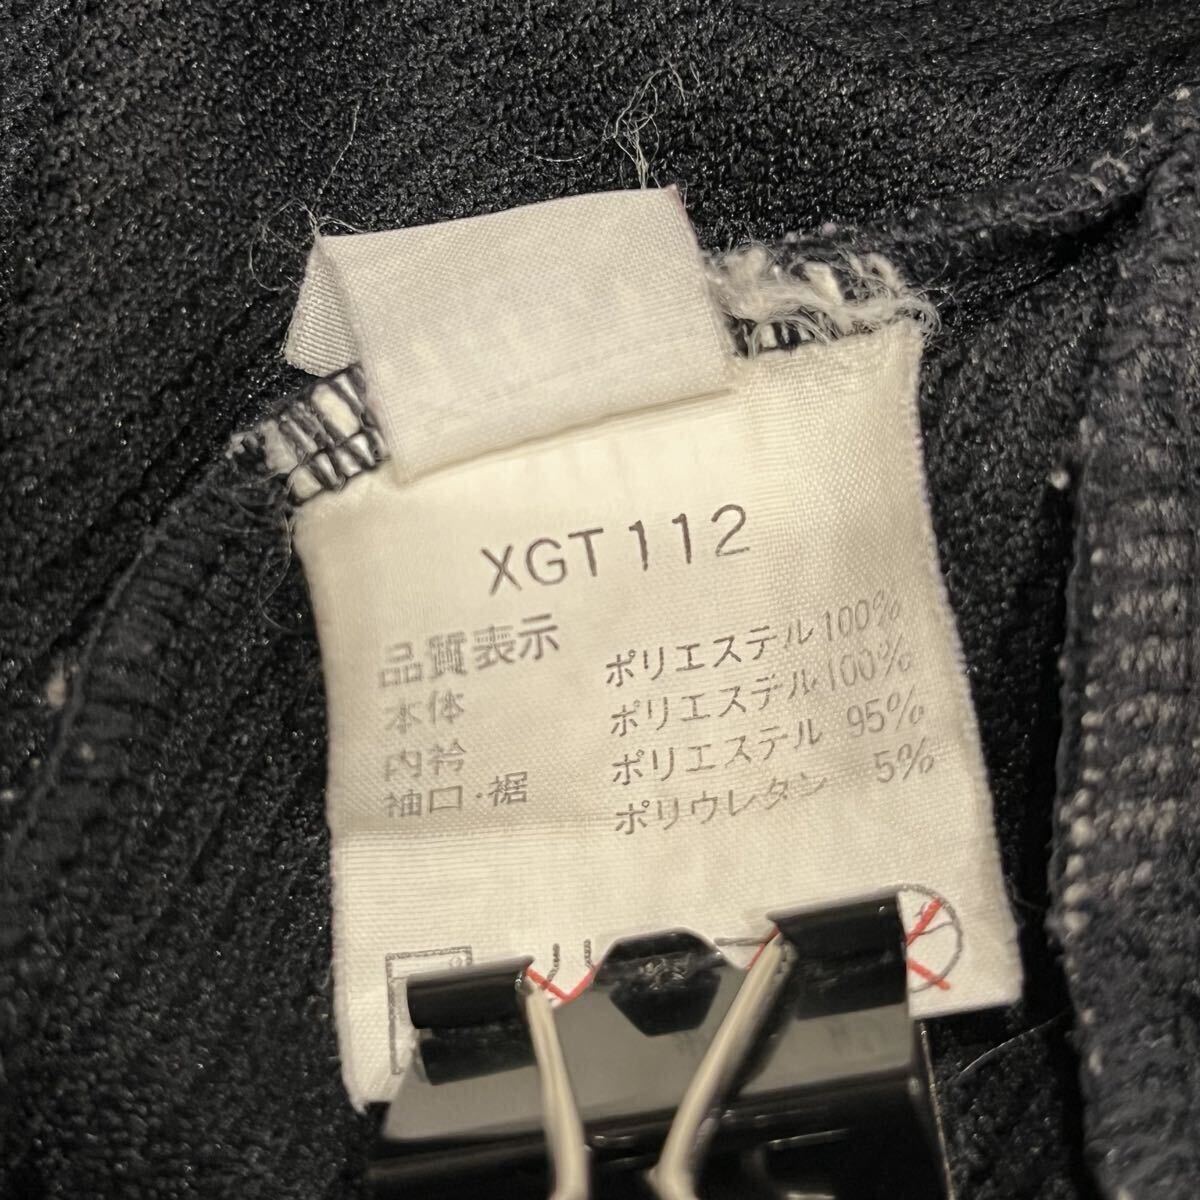 XGT112
品質表示
本体 ポリエステル100%
内衿 ポリエステル100%
袖口・裾 ポリエステル 95%
ポリウレタン 5%